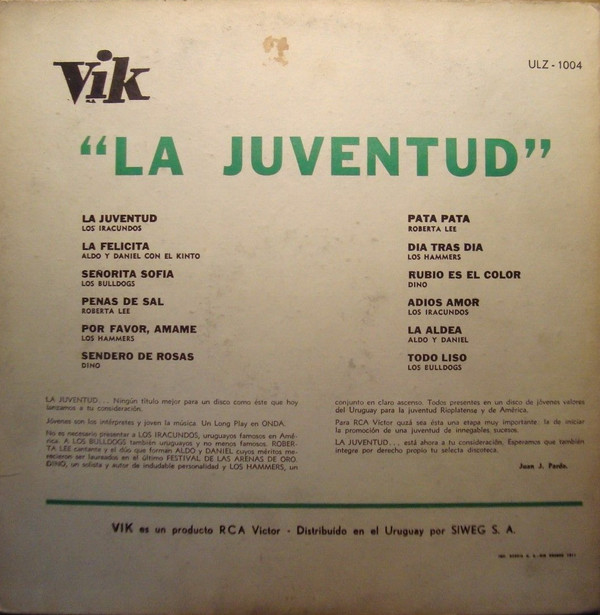 Vik
ULZ - 1004
"LA JUVENTUD"
LA JUVENTUD
LOS IRACUNDOS
LA FELICITA
ALDO Y DANIEL CON EL KINTO
SEÑORITA SOFIA
LOS BULLDOGS
PENAS DE SAL
ROBERTA LEE
POR FAVOR, AMAME
LOS HAMMERS
SENDERO DE ROSAS
DINO
PATA PATA
ROBERTA LEE
DIA TRAS DIA
LOS HAMMERS
RUBIO ES EL COLOR
DINO
ADIOS AMOR
LOS IRACUNDOS
LA ALDEA
ALDO Y DANIEL
TODO LISO
LOS EULLDOGS
LA JUVENTUD... Ningún título mejor para un disco como éste que hoy
lanzamos a tu consideración.
Jóvenes son los intérpretes y joven la música. Un Long Play en ONDA.
No es necesario presentar a LOS IRACUNDOS, uruguayos famosos en Amé-
rica. A LOS BULLDOGS también uruguayos y no menos famosos. ROBER-
TA LEE cantante y el dúo que forman ALDO y DANIEL cuyos méritos me-
recieron ser laureados en el último FESTIVAL DE LAS ARENAS DE ORO.
DINO, un solista y autor de indudable personalidad y LOS HAMMERS, un
conjunto en claro ascenso. Todos presentes en un disco de jóvenes valores
del Uruguay para la juventud Rioplatense y de América.
Para RCA Víctor quzá sea ésta una etapa muy importante: la de iniciar
la promoción de una juventud de innegables sucesos.
LA JUVENTUD... está ahora a tu consideración. Esperamos que también
integre por derecho propio tu selecta discoteca.
Juan J. Pardo.
VIK es un producto RCA Victor - Distribuído en el Uruguay por SIWEG S. A.